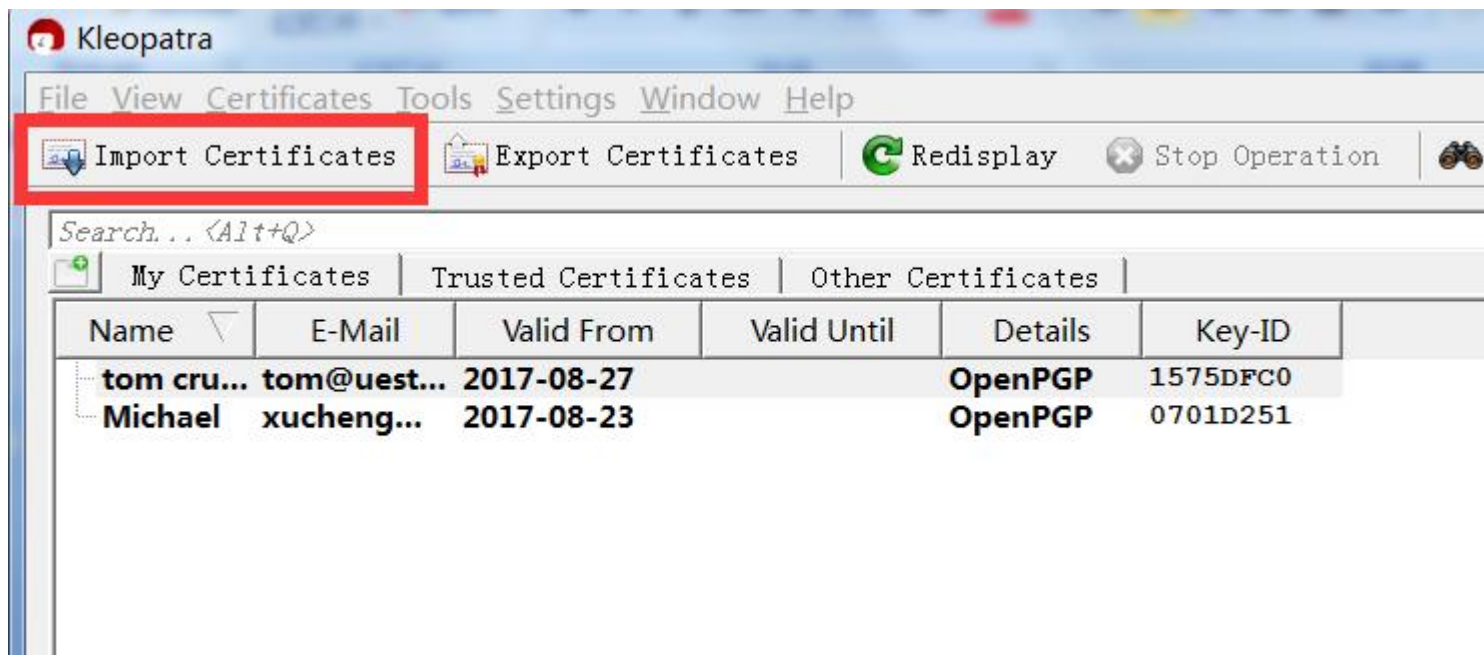 Kleopatra
File View Certificates Tools Settings Window Help
Import Certificates Export Certificates Redisplay Stop Operation
Search...<Alt+Q>
My Certificates Trusted Certificates Other Certificates
Name E-Mail Valid From Valid Until Details Key-ID
tom cru... tom@uest... 2017-08-27 OpenPGP 1575DFC0
Michael xucheng... 2017-08-23 OpenPGP 0701D251